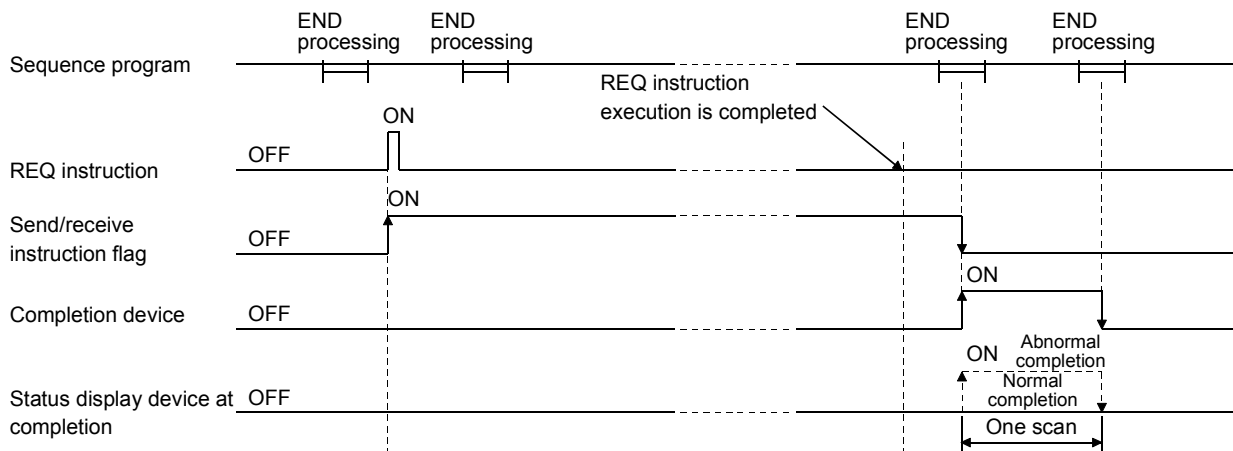 END
processing
END
processing
END
processing
END
processing
Sequence program
REQ instruction
execution is completed
ON
OFF
REQ instruction
ON
Send/receive
instruction flag
OFF
ON
Completion device
OFF
ON
Abnormal
completion
Normal
completion
Status display device at
completion
OFF
One scan